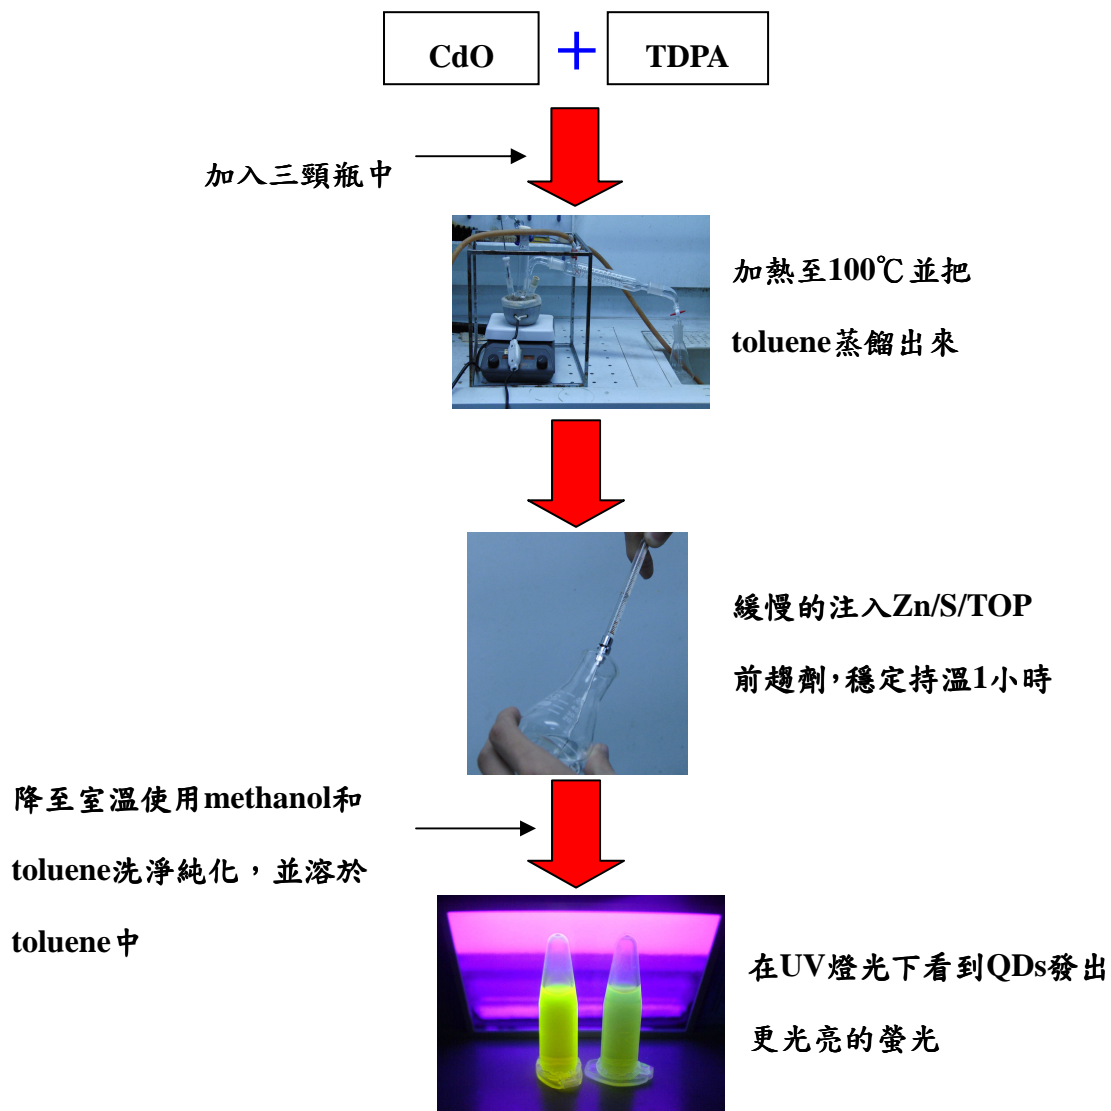 CdO
+
TDPA
加入三頸瓶中
加熱至100℃並把
toluene蒸餾出來
緩慢的注入Zn/S/TOP
前趨劑，穩定持溫1小時
降至室溫使用methanol和
toluene洗淨純化，並溶於
toluene中
在UV燈光下看到QDs發出
更光亮的螢光